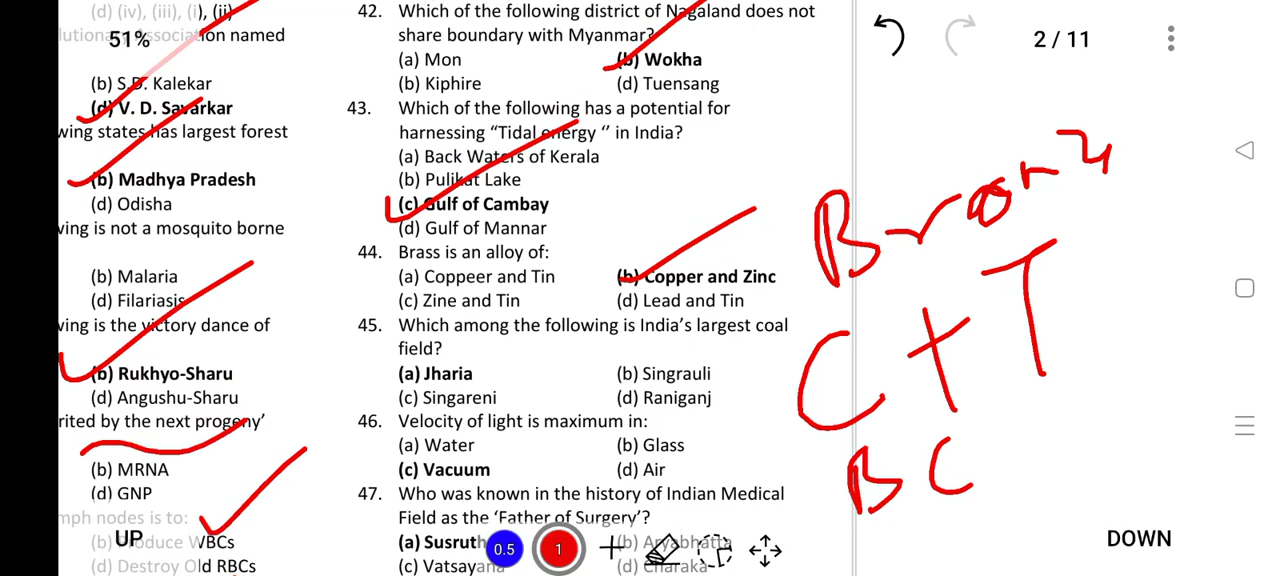 (d) (iv), (iii), (i), (ii)
51%
lutionary Association named
(b) S.D. Kalekar
(d) V. D. Savarkar
wing states has largest forest
(b) Madhya Pradesh
(d) Odisha
wing is not a mosquito borne
(b) Malaria
(d) Filariasis
wing is the victory dance of
(b) Rukhyo-Sharu
(d) Angushu-Sharu
rited by the next progeny’
(b) MRNA
(d) GNP
mph nodes is to:
UP
(b) Produce WBCs
(d) Destroy Old RBCs
42. Which of the following district of Nagaland does not
share boundary with Myanmar?
(a) Mon (b) Wokha
(b) Kiphire (d) Tuensang
43. Which of the following has a potential for
harnessing “Tidal energy ‘’ in India?
(a) Back Waters of Kerala
(b) Pulikat Lake
(c) Gulf of Cambay
(d) Gulf of Mannar
44. Brass is an alloy of:
(a) Coppeer and Tin (b) Copper and Zinc
(c) Zine and Tin (d) Lead and Tin
45. Which among the following is India’s largest coal
field?
(a) Jharia (b) Singrauli
(c) Singareni (d) Raniganj
46. Velocity of light is maximum in:
(a) Water (b) Glass
(c) Vacuum (d) Air
47. Who was known in the history of Indian Medical
Field as the ‘Father of Surgery’?
(a) Susruth (b) Aryabhatta
(c) Vatsayana (d) Charaka
0.5 1
2 / 11
C + T
B C
DOWN